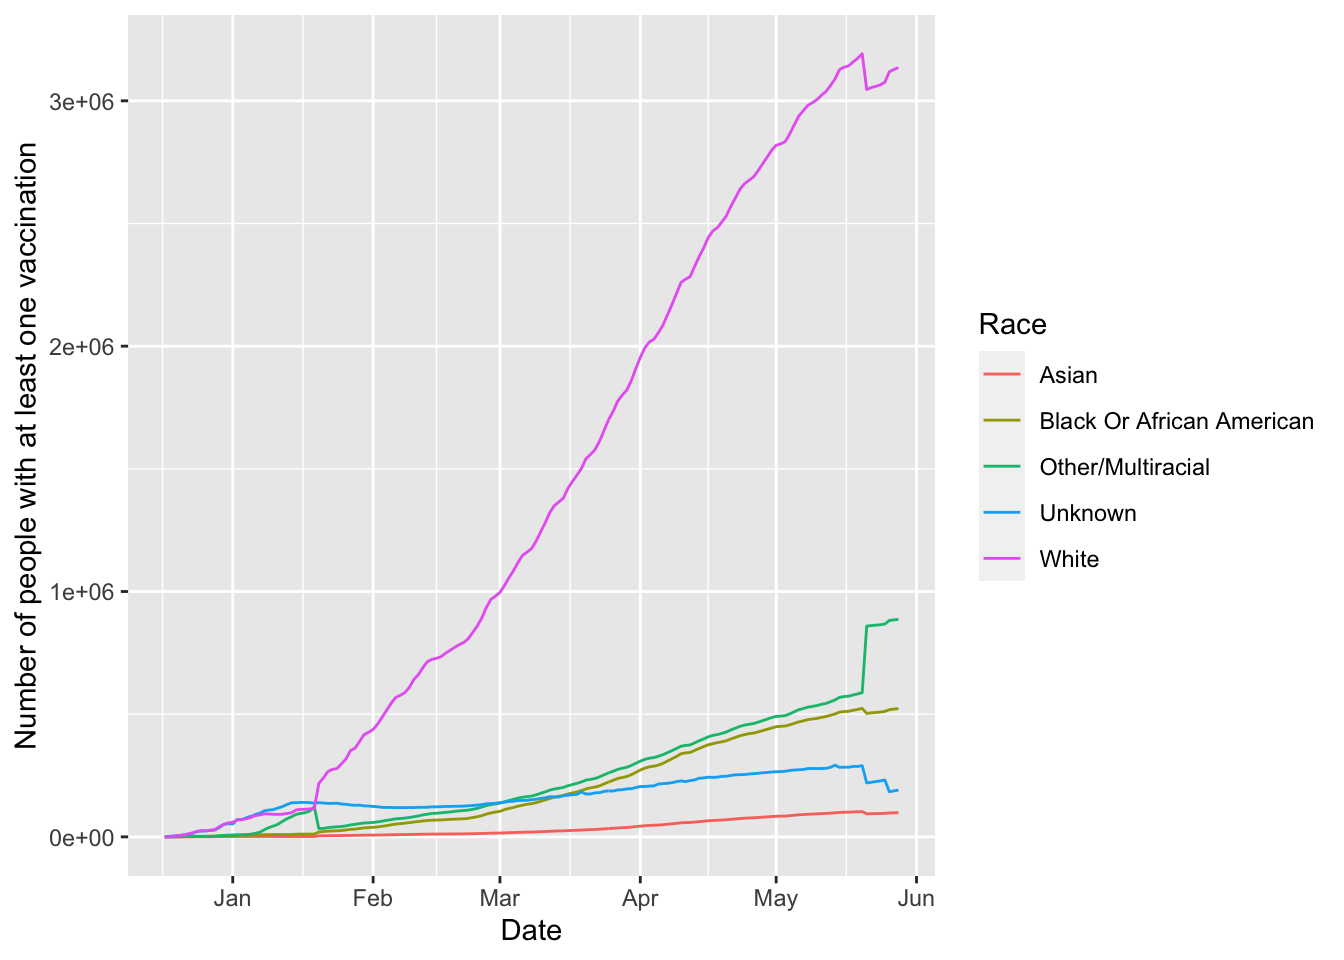 Number of people with at least one vaccination
3e+06
2e+06
1e+06
0e+00
Jan
Feb
Mar
Apr
May
Jun
Date
Race
Asian
Black Or African American
Other/Multiracial
Unknown
White